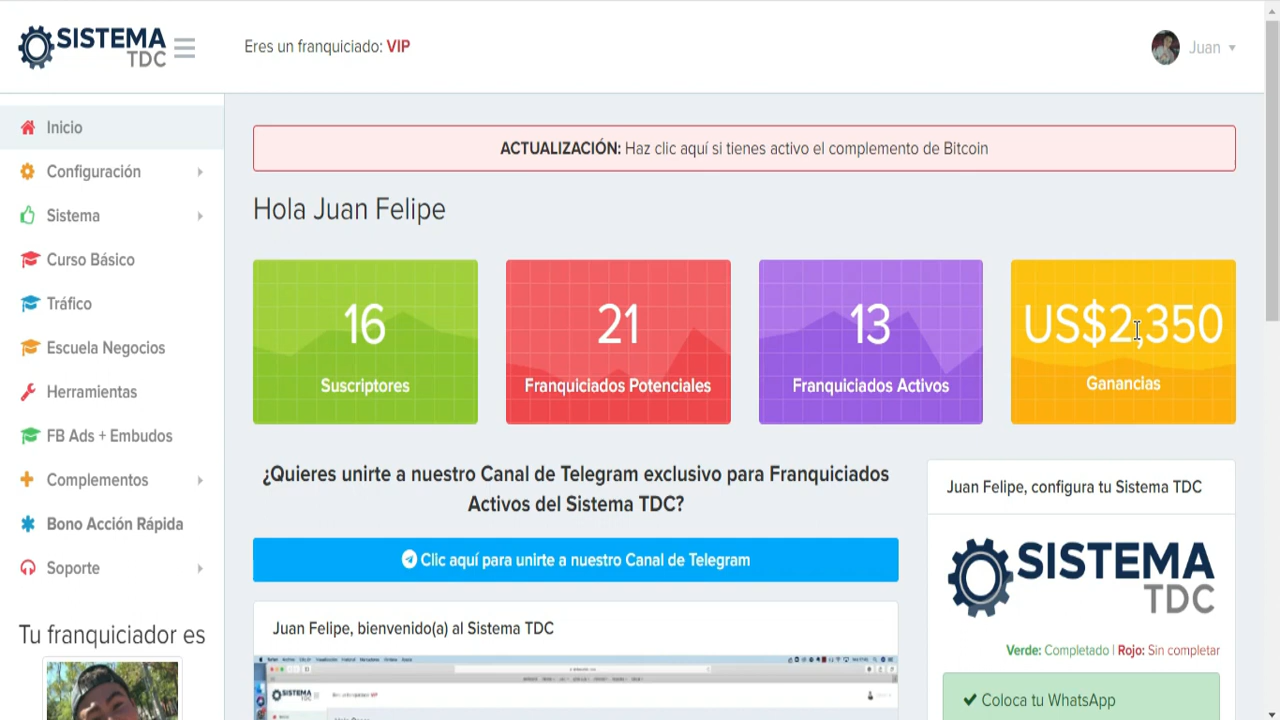 SISTEMA
TDC
Eres un franquiciado: VIP
Juan
Inicio
Configuración
Sistema
Curso Básico
Tráfico
Escuela Negocios
Herramientas
FB Ads + Embudos
Complementos
Bono Acción Rápida
Soporte
Tu franquiciador es
ACTUALIZACIÓN: Haz clic aquí si tienes activo el complemento de Bitcoin
Hola Juan Felipe
16
Suscriptores
21
Franquiciados Potenciales
13
Franquiciados Activos
US$2,350
Ganancias
¿Quieres unirte a nuestro Canal de Telegram exclusivo para Franquiciados
Activos del Sistema TDC?
Clic aquí para unirte a nuestro Canal de Telegram
Juan Felipe, bienvenido(a) al Sistema TDC
SISTEMA
TDC
Juan Felipe, configura tu Sistema TDC
SISTEMA
TDC
Verde: Completado | Rojo: Sin completar
Coloca tu WhatsApp